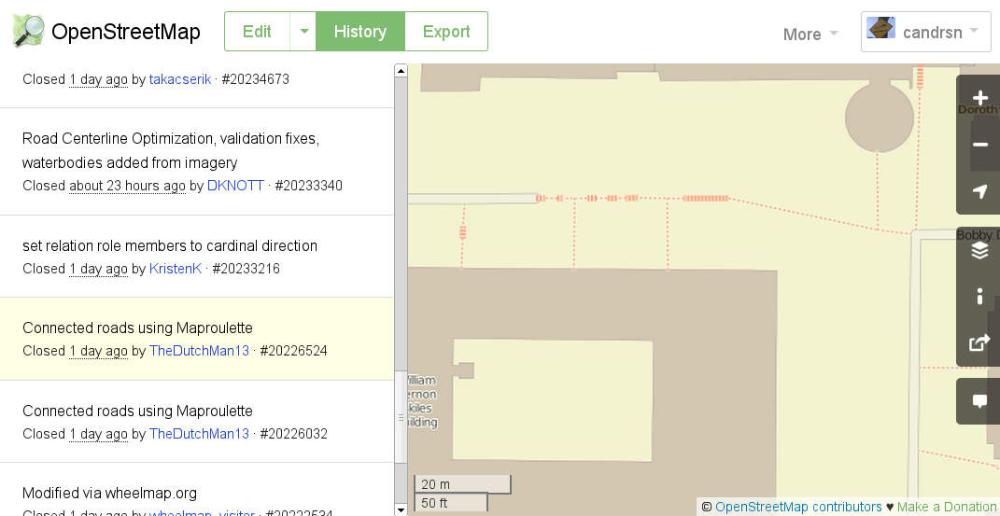 OpenStreetMap
Edit
History
Export
More
candrsn
Closed 1 day ago by takacserik · #20234673
Road Centerline Optimization, validation fixes,
waterbodies added from imagery
Closed about 23 hours ago by DKNOTT · #20233340
set relation role members to cardinal direction
Closed 1 day ago by KristenK · #20233216
Connected roads using Maproulette
Closed 1 day ago by TheDutchMan13 · #20226524
Connected roads using Maproulette
Closed 1 day ago by TheDutchMan13 · #20226032
Modified via wheelmap.org
Closed 1 day ago by wheelmap_visitor · #20222534
Doroth
Bobby D
illiam
ernon
kiles
ilding
20 m
50 ft
© OpenStreetMap contributors ♥ Make a Donation